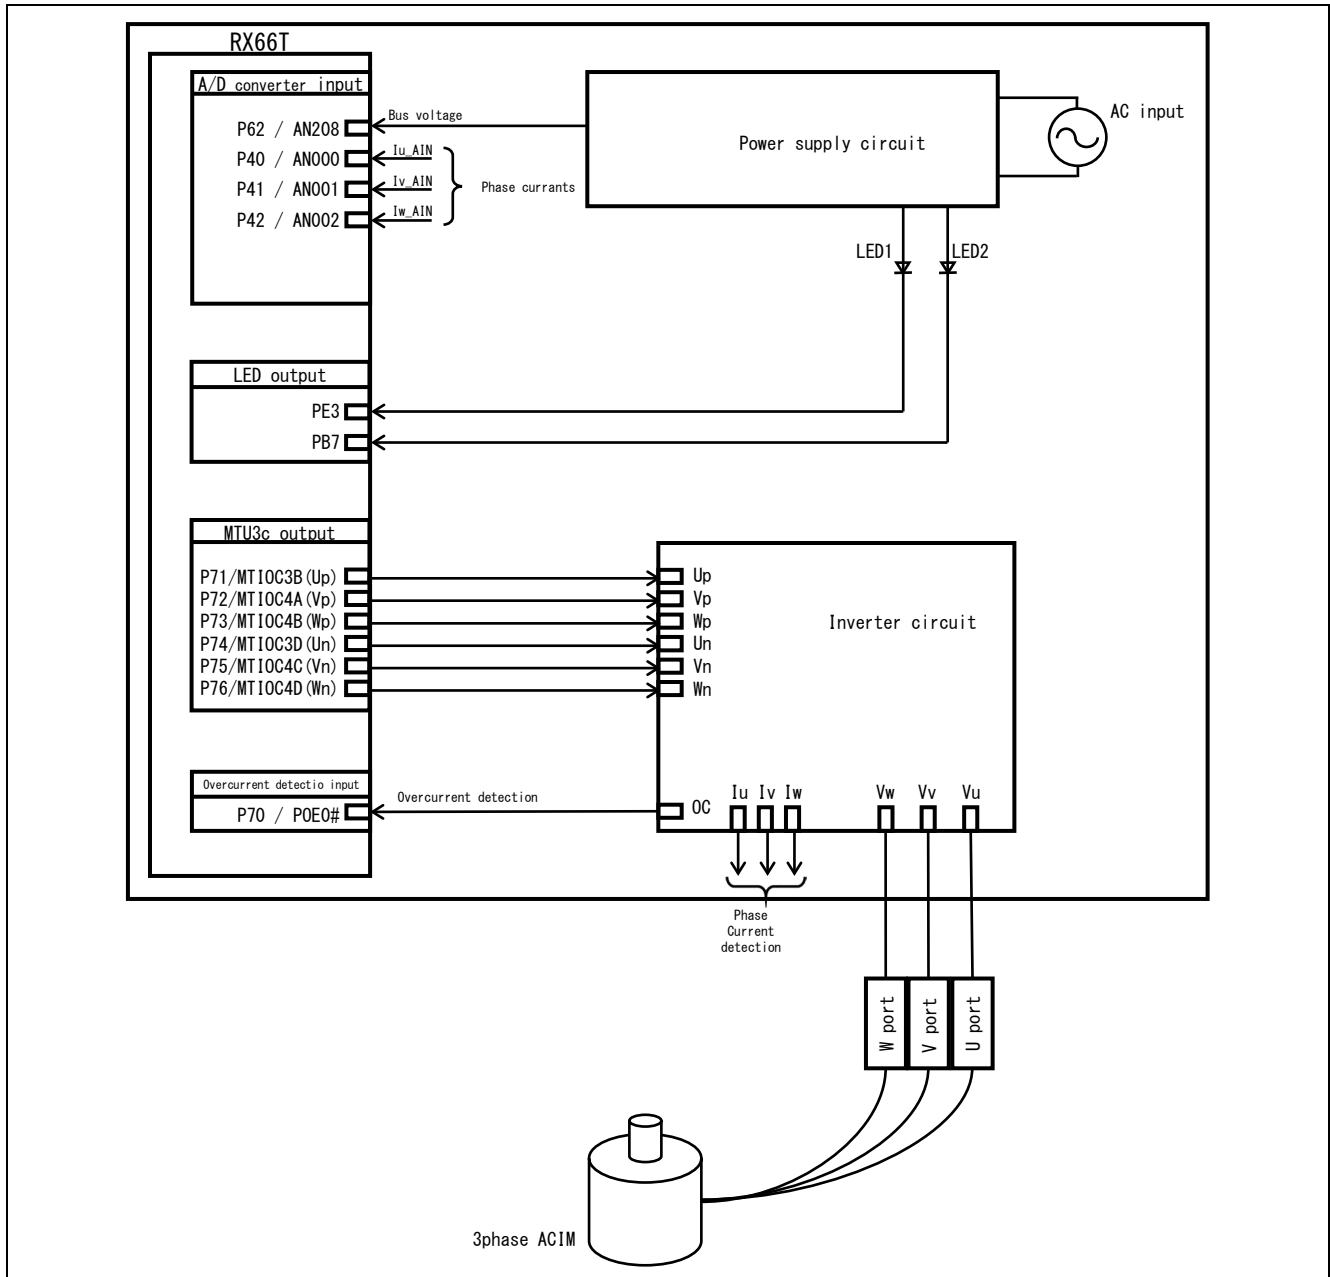 RX66T
A/D converter input
P62 / AN208
P40 / AN000
P41 / AN001
P42 / AN002
Bus voltage
Iu_AIN
Iv_AIN
Iw_AIN
Phase currants
Power supply circuit
AC input
LED1
LED2
LED output
PE3
PB7
MTU3c output
P71/MTIOC3B(Up)
P72/MTIOC4A(Vp)
P73/MTIOC4B(Wp)
P74/MTIOC3D(Un)
P75/MTIOC4C(Vn)
P76/MTIOC4D(Wn)
Up
Vp
Wp
Un
Vn
Wn
Inverter circuit
Overcurrent detectio input
P70 / POE0#
Overcurrent detection
OC
Iu Iv Iw
Vw Vv Vu
Phase
Current
detection
W port
V port
U port
3phase ACIM